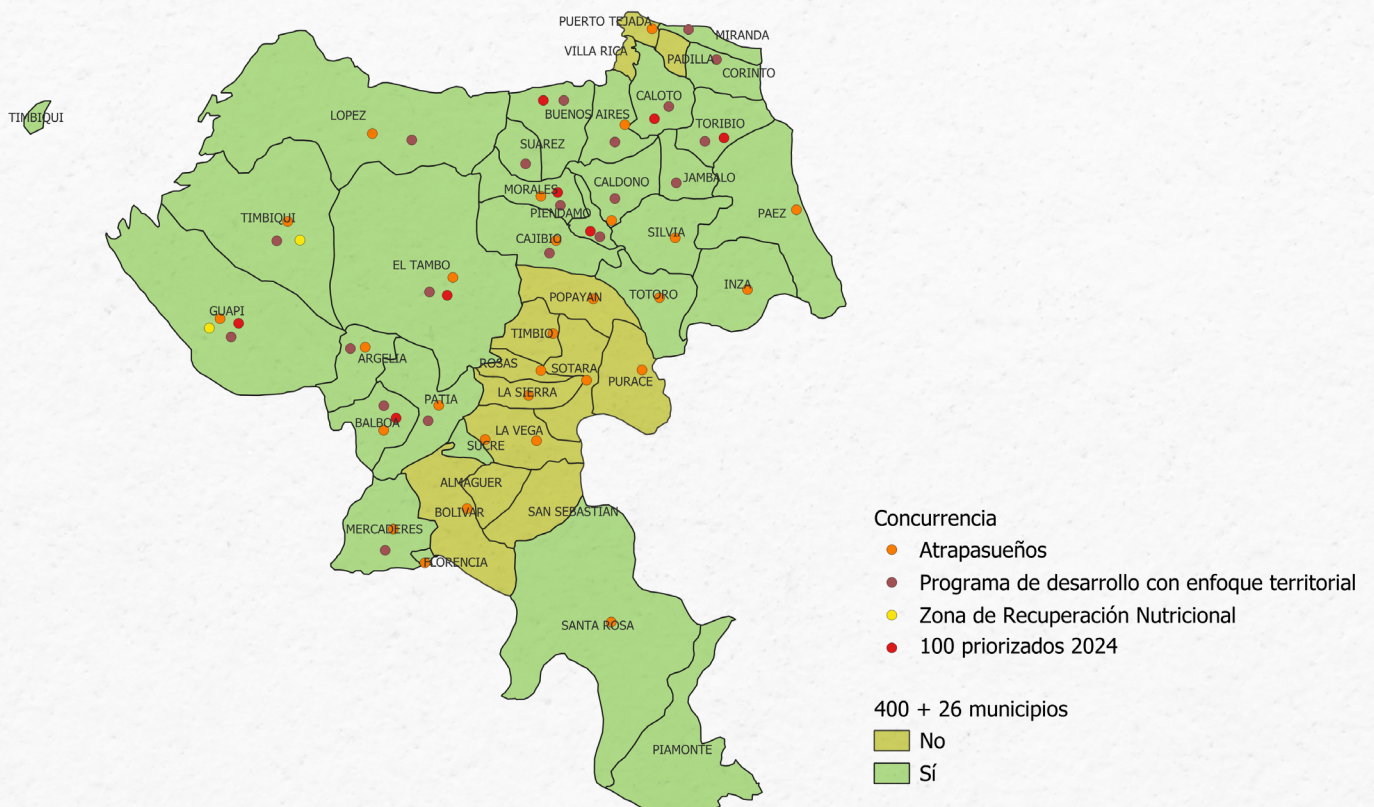 PUERTO TEJADA
MIRANDA
VILLA RICA
PADILLA
CORINTO
CALOTO
TIMBIQUI
LOPEZ
BUENOS AIRES
TORIBIO
SUAREZ
MORALES
CALDONO
JAMBALO
PIENDAMO
PAEZ
TIMBIQUI
CAJIBIO
SILVIA
EL TAMBO
INZA
POPAYAN
TOTORO
GUAPI
TIMBIO
ARGELIA
ROSAS
SOTARA
PURACE
LA SIERRA
PATIA
BALBOA
LA VEGA
SUCRE
ALMAGUER
BOLIVAR
SAN SEBASTIAN
MERCADERES
FLORENCIA
SANTA ROSA
PIAMONTE
Concurrencia
Atrapasueños
Programa de desarrollo con enfoque territorial
Zona de Recuperación Nutricional
100 priorizados 2024
400 + 26 municipios
No
Sí